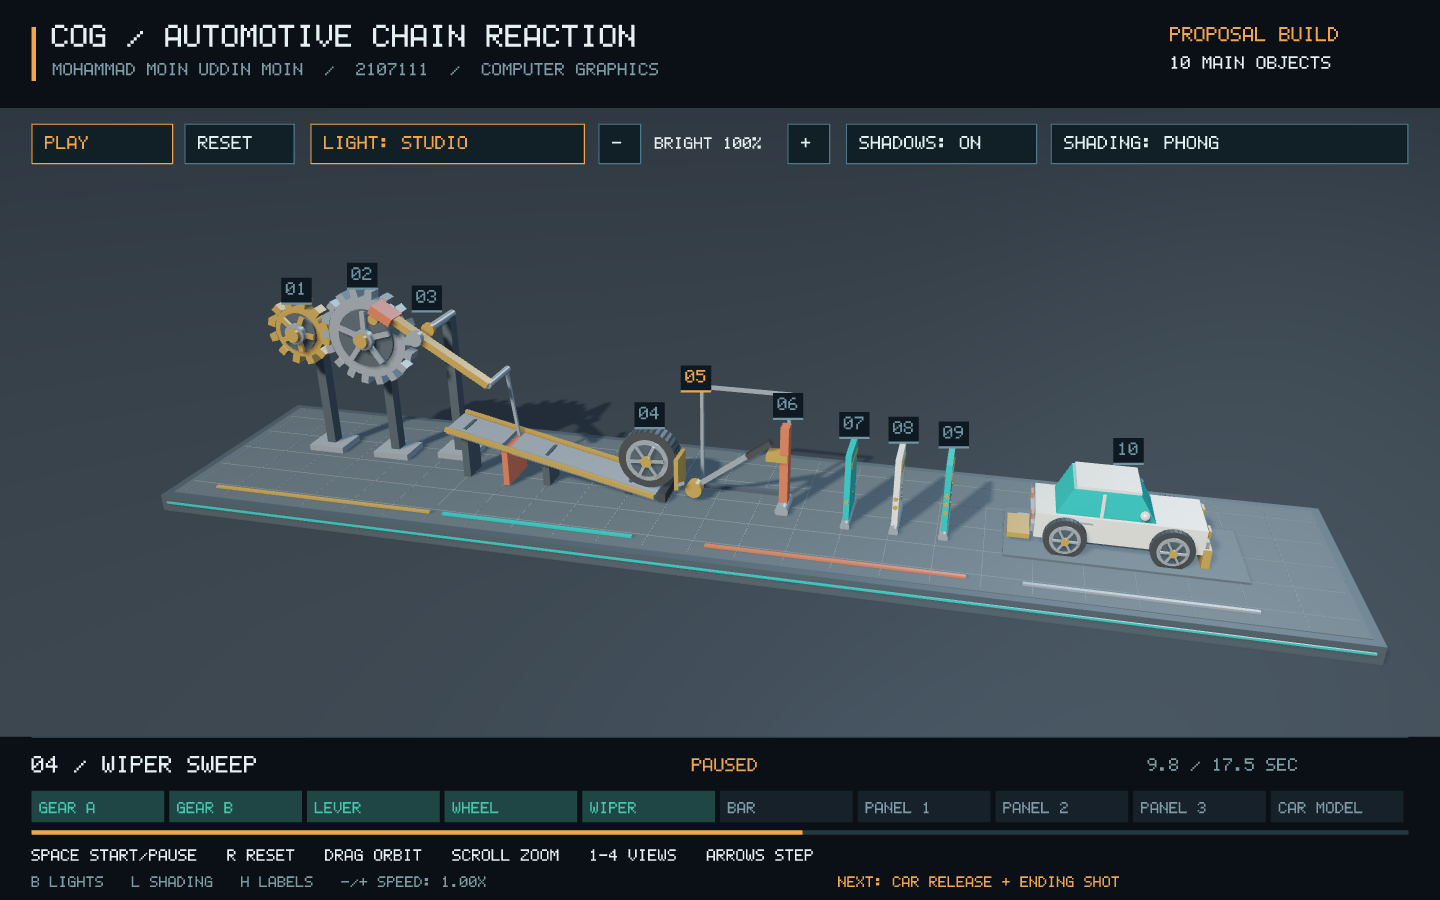 COG / AUTOMOTIVE CHAIN REACTION
MOHAMMAD MOIN UDDIN MOIN / 2107111 / COMPUTER GRAPHICS
PROPOSAL BUILD
10 MAIN OBJECTS
PLAY
RESET
LIGHT: STUDIO
-
BRIGHT 100%
+
SHADOWS: ON
SHADING: PHONG
01
02
03
04
05
06
07
08
09
10
04 / WIPER SWEEP
PAUSED
9.8 / 17.5 SEC
GEAR A
GEAR B
LEVER
WHEEL
WIPER
BAR
PANEL 1
PANEL 2
PANEL 3
CAR MODEL
SPACE START/PAUSE R RESET DRAG ORBIT SCROLL ZOOM 1-4 VIEWS ARROWS STEP
B LIGHTS L SHADING H LABELS -/+ SPEED: 1.00X
NEXT: CAR RELEASE + ENDING SHOT